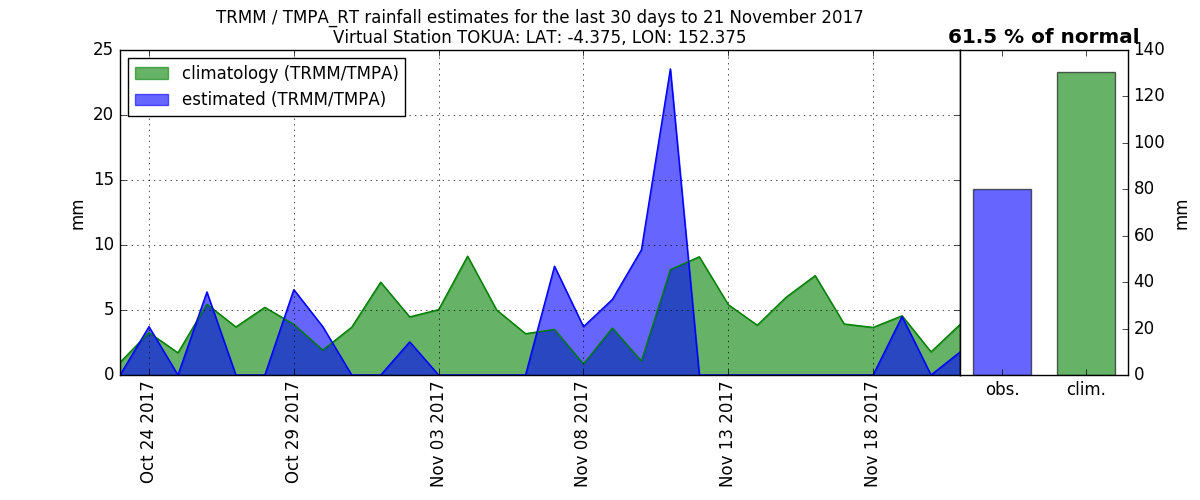 TRMM / TMPA_RT rainfall estimates for the last 30 days to 21 November 2017
Virtual Station TOKUA: LAT: -4.375, LON: 152.375
61.5 % of normal
climatology (TRMM/TMPA)
estimated (TRMM/TMPA)
mm
25
20
15
10
5
0
Oct 24 2017
Oct 29 2017
Nov 03 2017
Nov 08 2017
Nov 13 2017
Nov 18 2017
140
120
100
80
60
40
20
0
mm
obs.
clim.